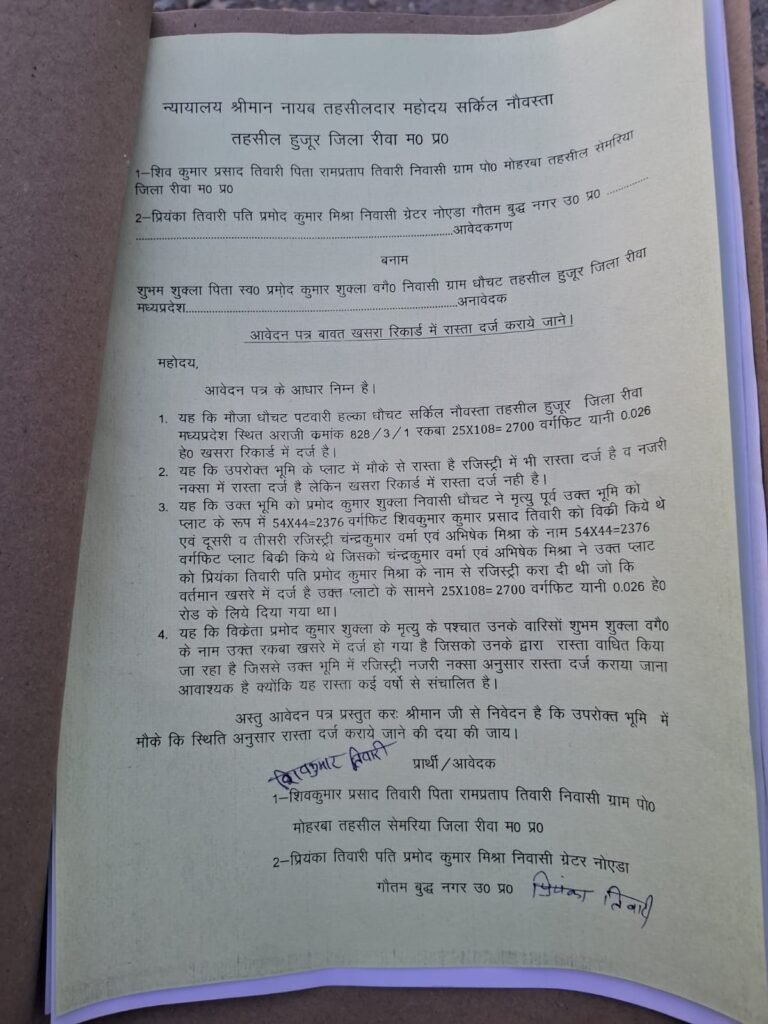 न्यायालय श्रीमान नायब तहसीलदार महोदय सर्किल नौवस्ता
तहसील हुजूर जिला रीवा म0 प्र0
1–शिव कुमार प्रसाद तिवारी पिता रामप्रताप तिवारी निवासी ग्राम पो0 मोहरबा तहसील सेमरिया
जिला रीवा म0 प्र0
2–प्रियंका तिवारी पति प्रमोद कुमार मिश्रा निवासी ग्रेटर नोएडा गौतम बुद्ध नगर उ0 प्र0 ..............
..............................................................................आवेदकगण
बनाम
शुभम शुक्ला पिता स्व0 प्रमोद कुमार शुक्ला वगै0 निवासी ग्राम धौचट तहसील हुजूर जिला रीवा
मध्यप्रदेश...................................................................अनावेदक
आवेदन पत्र बावत खसरा रिकार्ड में रास्ता दर्ज कराये जाने।
महोदय,
आवेदन पत्र के आधार निम्न है।
1. यह कि मौजा धौचट पटवारी हल्का धौचट सर्किल नौवस्ता तहसील हुजूर जिला रीवा
मध्यप्रदेश स्थित अराजी कमांक 828/3/1 रकबा 25X108= 2700 वर्गफिट यानी 0.026
हे0 खसरा रिकार्ड में दर्ज है।
2. यह कि उपरोक्त भूमि के प्लाट में मौके से रास्ता है रजिस्ट्री में भी रास्ता दर्ज है व नजरी
नक्सा में रास्ता दर्ज है लेकिन खसरा रिकार्ड में रास्ता दर्ज नही है।
3. यह कि उक्त भूमि को प्रमोद कुमार शुक्ला निवासी धौचट ने मृत्यु पूर्व उक्त भूमि को
प्लाट के रूप में 54X44=2376 वर्गफिट शिवकुमार कुमार प्रसाद तिवारी को विक्री किये थे
एवं दूसरी व तीसरी रजिस्ट्री चंन्द्रकुमार वर्मा एवं अभिषेक मिश्रा के नाम 54X44=2376
वर्गफिट प्लाट बिक्री किये थे जिसको चंन्द्रकुमार वर्मा एवं अभिषेक मिश्रा ने उक्त प्लाट
को प्रियंका तिवारी पति प्रमोद कुमार मिश्रा के नाम से रजिस्ट्री करा दी थी जो कि
वर्तमान खसरे में दर्ज है उक्त प्लाटो के सामने 25X108= 2700 वर्गफिट यानी 0.026 हे0
रोड के लिये दिया गया था।
4. यह कि विकेता प्रमोद कुमार शुक्ला के मृत्यु के पश्चात उनके वारिसों शुभम शुक्ला वगै0
के नाम उक्त रकबा खसरे में दर्ज हो गया है जिसको उनके द्वारा रास्ता वाधित किया
जा रहा है जिससे उक्त भूमि में रजिस्ट्री नजरी नक्सा अनुसार रास्ता दर्ज कराया जाना
आवाश्यक है क्योंकि यह रास्ता कई वर्षो से संचालित है।
अस्तु आवेदन पत्र प्रस्तुत करः श्रीमान जी से निवेदन है कि उपरोक्त भूमि में
मौके कि स्थिति अनुसार रास्ता दर्ज कराये जाने की दया की जाय।
शिवकुमार तिवारी
प्रार्थी/आवेदक
1–शिवकुमार प्रसाद तिवारी पिता रामप्रताप तिवारी निवासी ग्राम पो0
मोहरबा तहसील सेमरिया जिला रीवा म0 प्र0
2–प्रियंका तिवारी पति प्रमोद कुमार मिश्रा निवासी ग्रेटर नोएडा
गौतम बुद्ध नगर उ0 प्र0 प्रियंका तिवारी